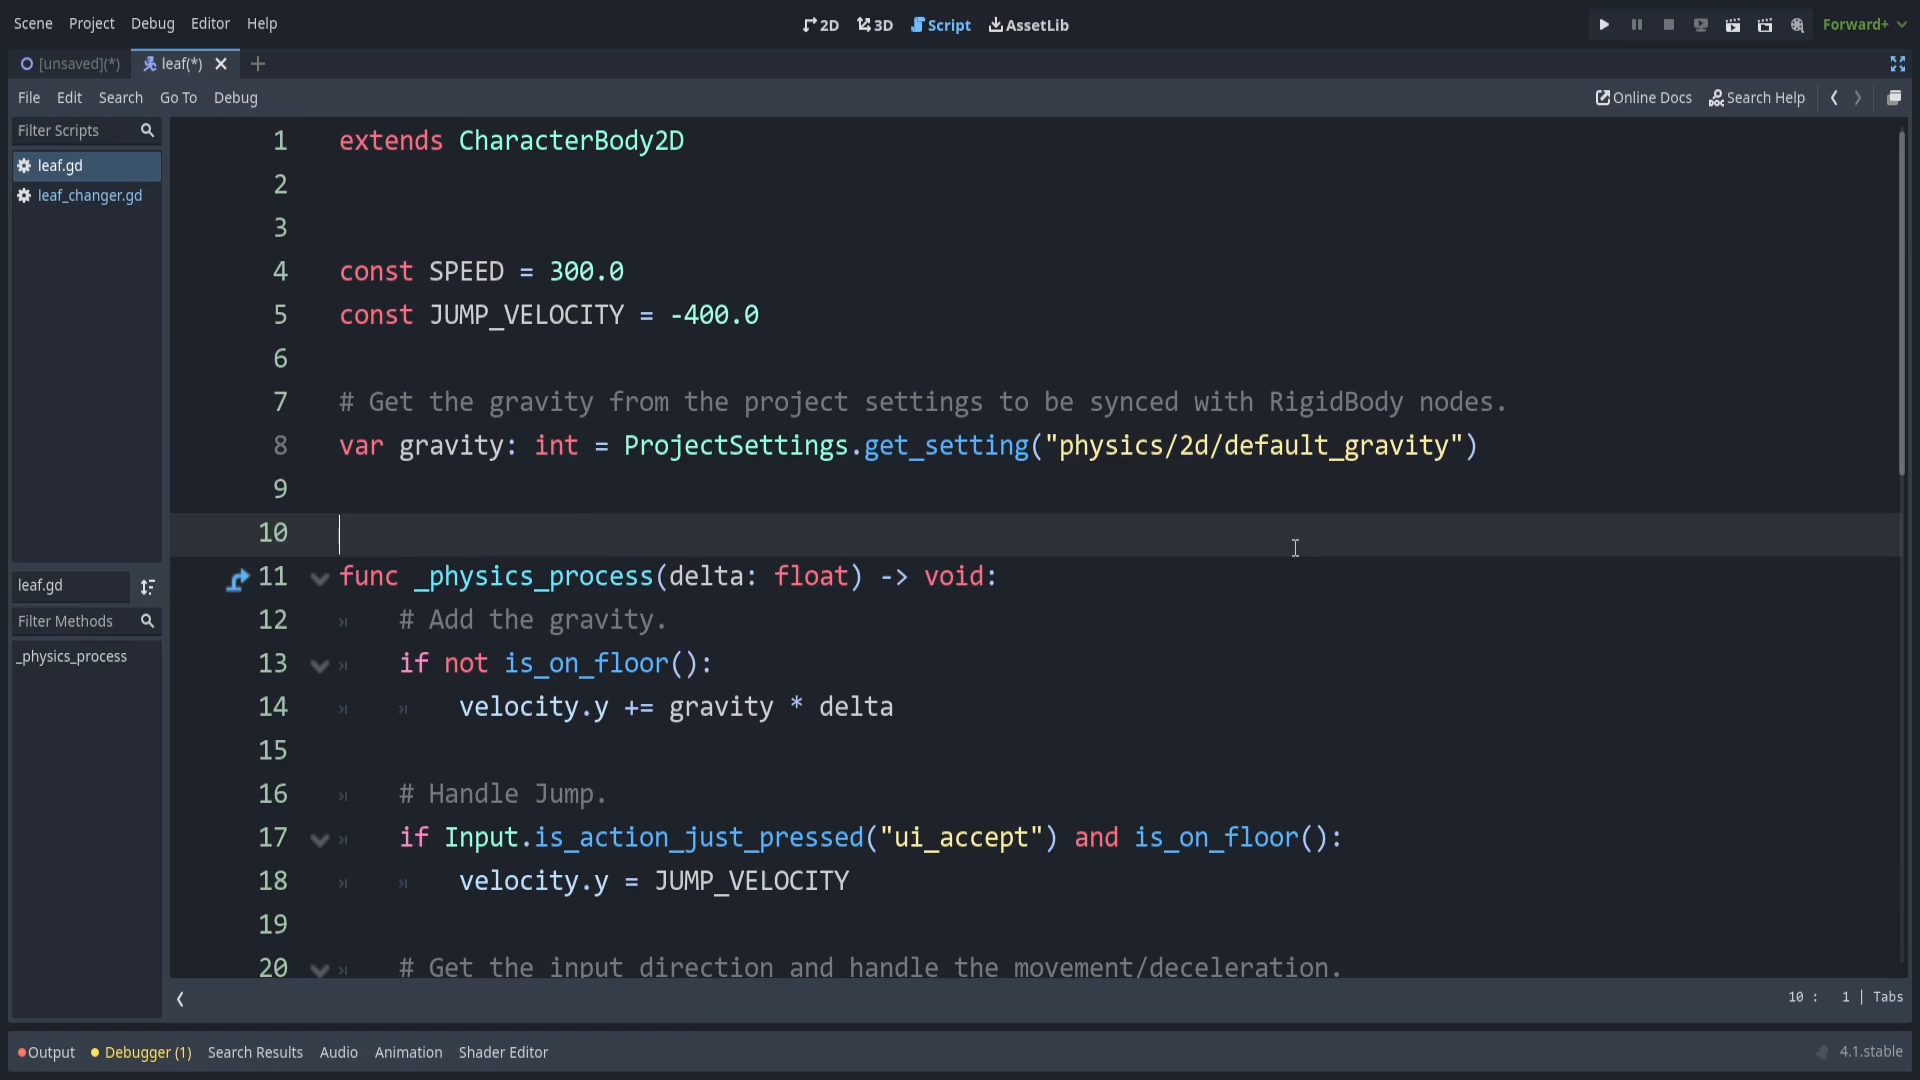 Scene Project Debug Editor Help 2D 3D Script AssetLib Forward+
[unsaved](*) leaf(*)
File Edit Search Go To Debug Online Docs Search Help
Filter Scripts
leaf.gd
leaf_changer.gd
leaf.gd
Filter Methods
_physics_process
1 extends CharacterBody2D
2
3
4 const SPEED = 300.0
5 const JUMP_VELOCITY = -400.0
6
7 # Get the gravity from the project settings to be synced with RigidBody nodes.
8 var gravity: int = ProjectSettings.get_setting("physics/2d/default_gravity")
9
10
11 func _physics_process(delta: float) -> void:
12 # Add the gravity.
13 if not is_on_floor():
14 velocity.y += gravity * delta
15
16 # Handle Jump.
17 if Input.is_action_just_pressed("ui_accept") and is_on_floor():
18 velocity.y = JUMP_VELOCITY
19
20 # Get the input direction and handle the movement/deceleration.
10 : 1 | Tabs
Output Debugger (1) Search Results Audio Animation Shader Editor 4.1.stable